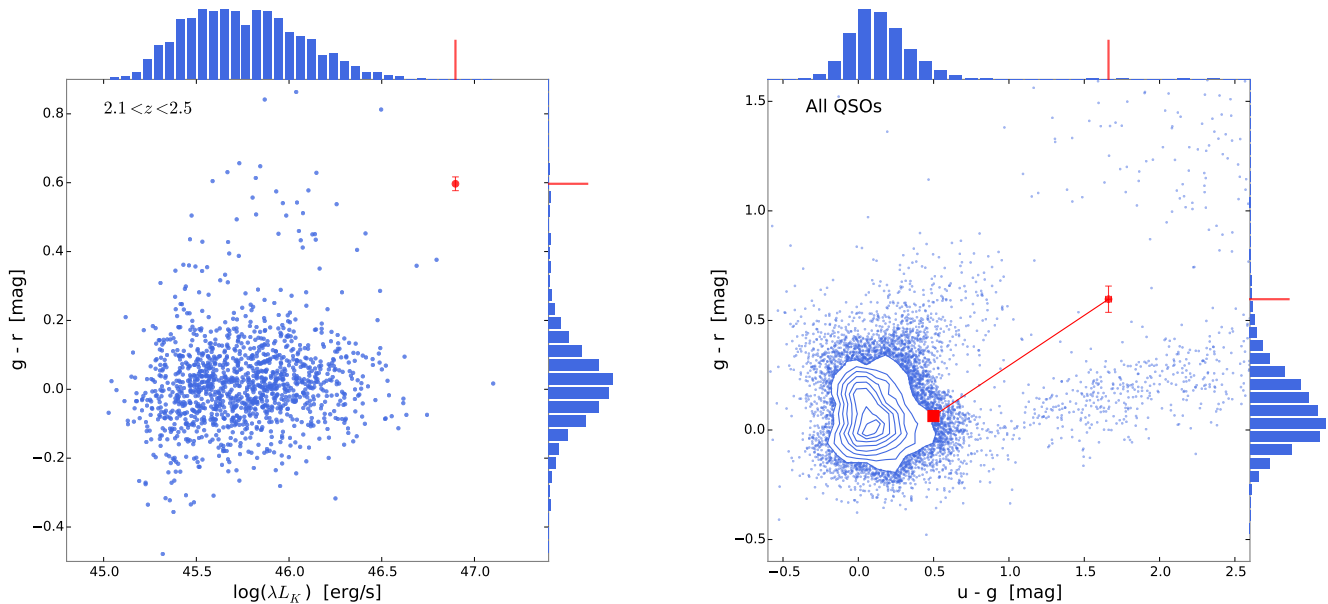 2.1 < z < 2.5
0.8
0.6
0.4
0.2
0.0
−0.2
−0.4
g - r [mag]
45.0 45.5 46.0 46.5 47.0
log(λL_K) [erg/s]
All QSOs
1.5
1.0
0.5
0.0
−0.5
g - r [mag]
−0.5 0.0 0.5 1.0 1.5 2.0 2.5
u - g [mag]